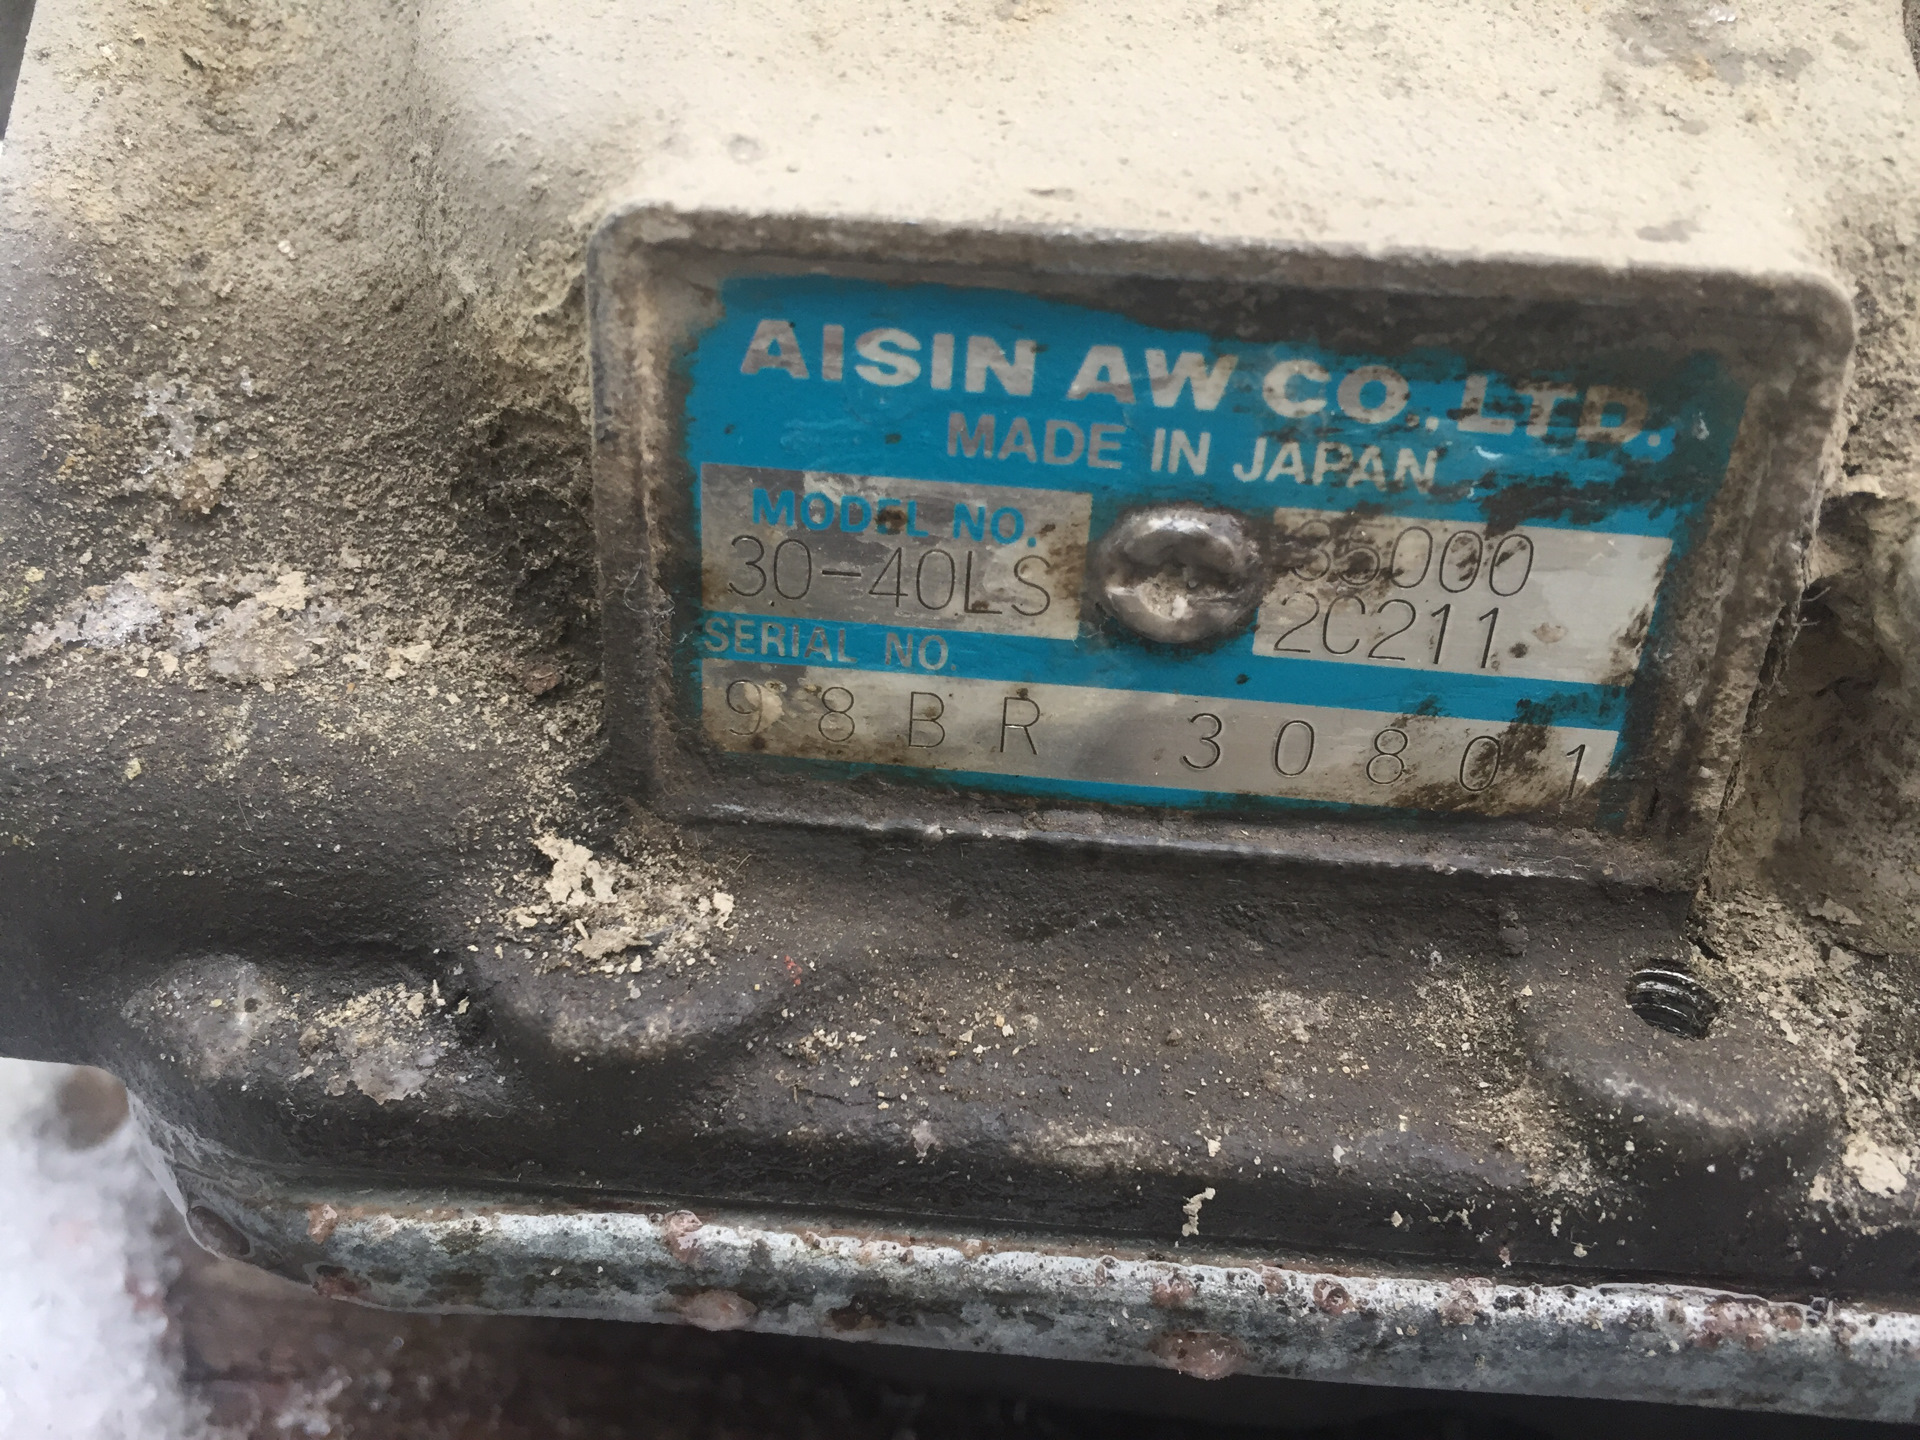 AISIN AW CO.,LTD.
MADE IN JAPAN
MODEL NO.
30-40LS
35000
2C211
SERIAL NO.
98BR 30801